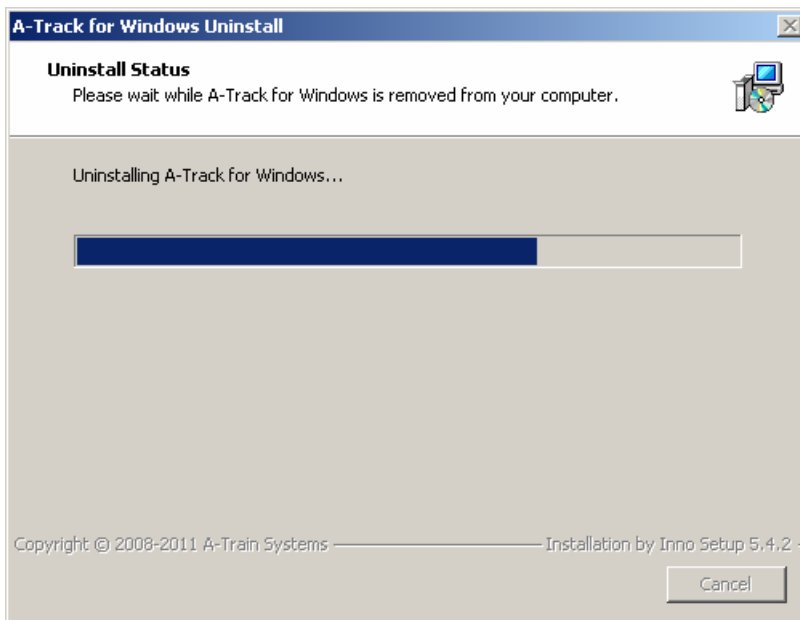 A-Track for Windows Uninstall
Uninstall Status
Please wait while A-Track for Windows is removed from your computer.
Uninstalling A-Track for Windows...
Copyright © 2008-2011 A-Train Systems
Installation by Inno Setup 5.4.2
Cancel